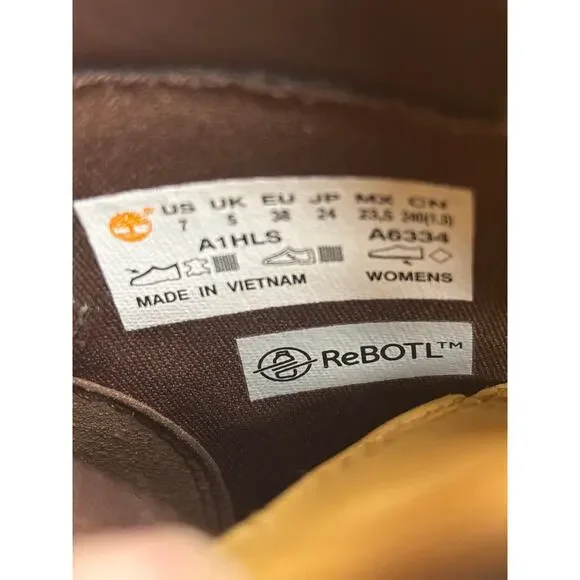 US UK EU JP MX CN
7 5 38 24 23,5 240(1.5)
A1HLS A6334
MADE IN VIETNAM WOMENS
ReBOTL™